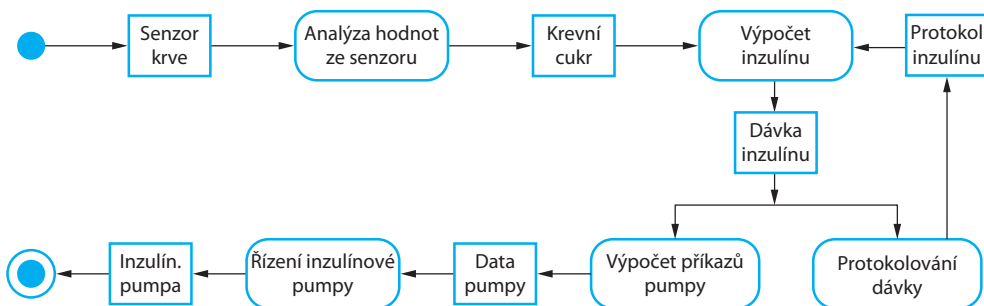 Senzor
krve
Analýza hodnot
ze senzoru
Krevní
cukr
Výpočet
inzulínu
Protokol
inzulínu
Dávka
inzulínu
Inzulín.
pumpa
Řízení inzulínové
pumpy
Data
pumpy
Výpočet příkazů
pumpy
Protokolování
dávky